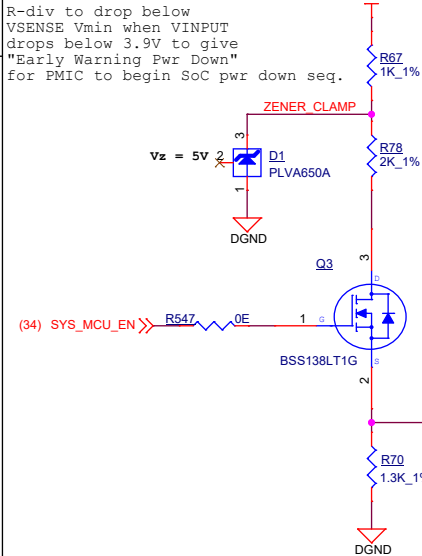 R-div to drop below
VSENSE Vmin when VINPUT
drops below 3.9V to give
"Early Warning Pwr Down"
for PMIC to begin SoC pwr down seq.
R67
1K_1%
ZENER_CLAMP
3
Vz = 5V 2
D1
PLVA650A
1
DGND
R78
2K_1%
3
Q3
D
(34) SYS_MCU_EN
R547
0E
1
G
BSS138LT1G
S
2
R70
DGND